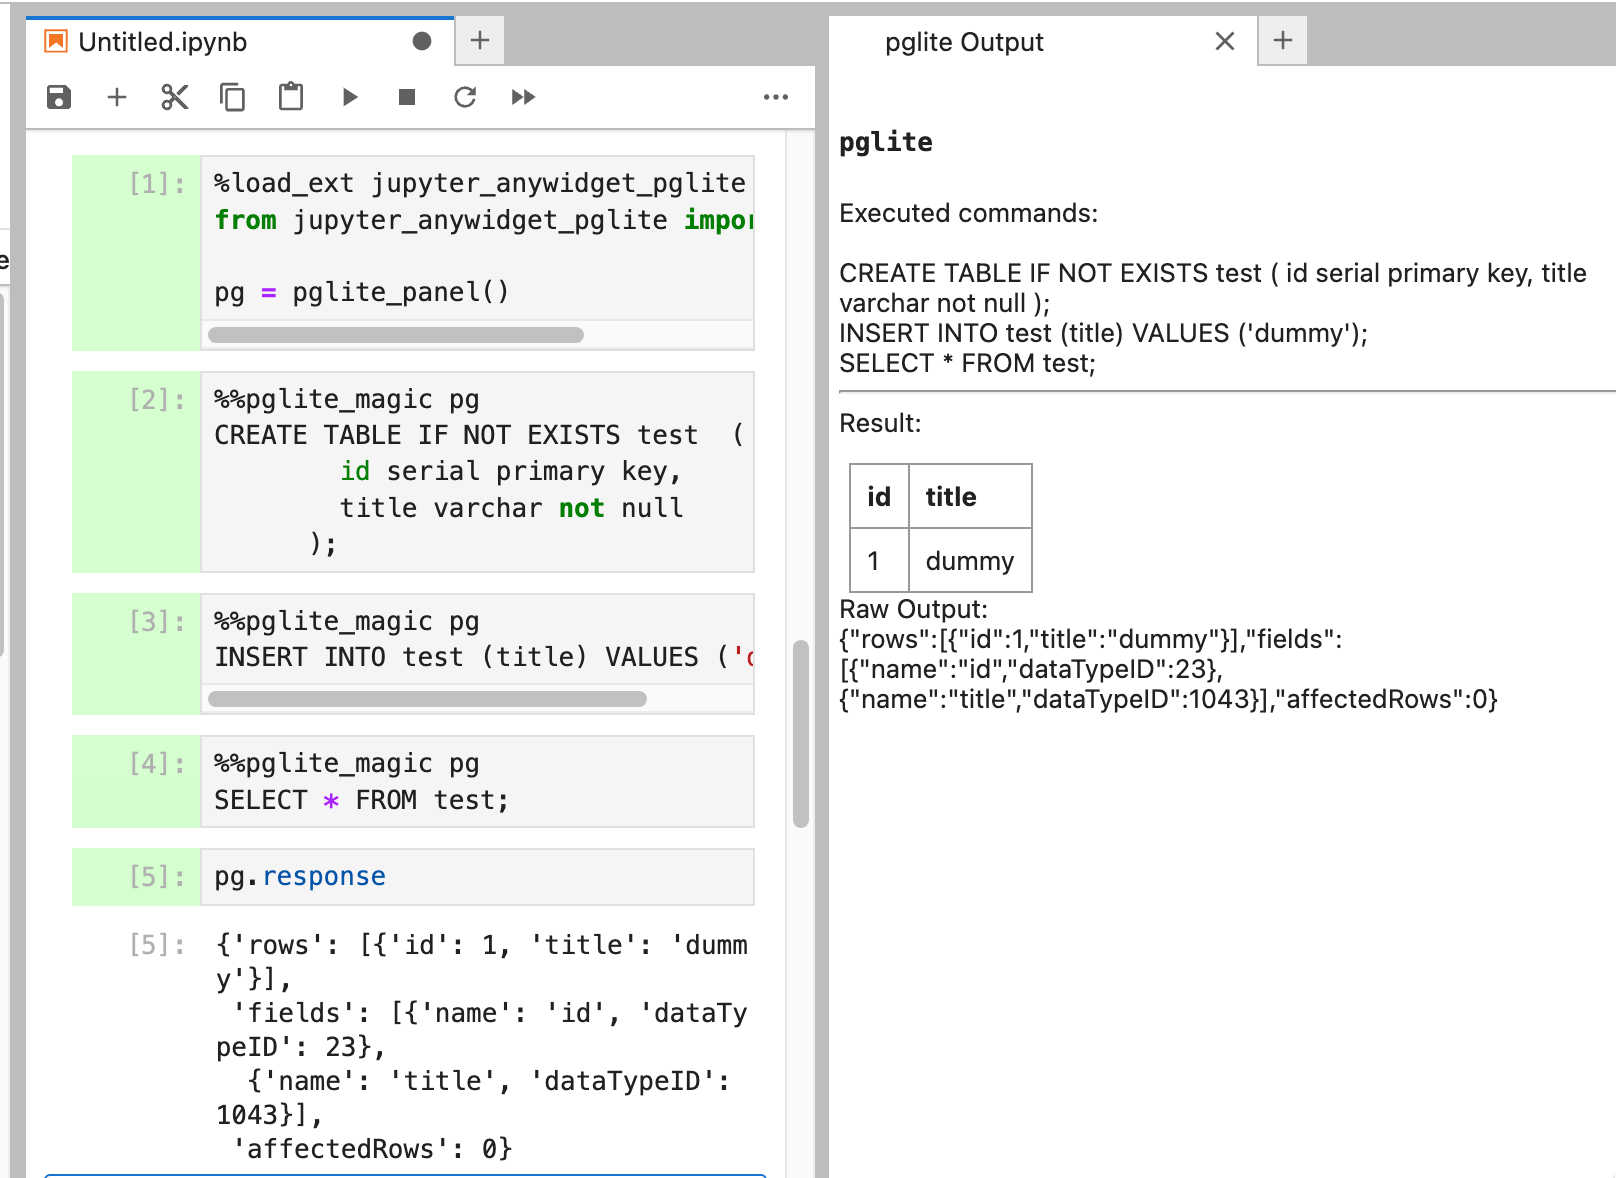 Untitled.ipynb
[1]:
%load_ext jupyter_anywidget_pglite
from jupyter_anywidget_pglite
pg = pglite_panel()
[2]:
%%pglite_magic pg
CREATE TABLE IF NOT EXISTS test  (
id serial primary key,
title varchar not null
);
[3]:
%%pglite_magic pg
INSERT INTO test (title) VALUES ('
[4]:
%%pglite_magic pg
SELECT * FROM test;
[5]:
pg.response
[5]:
{'rows': [{'id': 1, 'title': 'dumm
y'}],
'fields': [{'name': 'id', 'dataTy
peID': 23},
{'name': 'title', 'dataTypeID':
1043}],
'affectedRows': 0}
pglite Output
pglite
Executed commands:
CREATE TABLE IF NOT EXISTS test ( id serial primary key, title
varchar not null );
INSERT INTO test (title) VALUES ('dummy');
SELECT * FROM test;
Result:
id title
1 dummy
Raw Output:
{"rows":[{"id":1,"title":"dummy"}],"fields":
[{"name":"id","dataTypeID":23},
{"name":"title","dataTypeID":1043}],"affectedRows":0}